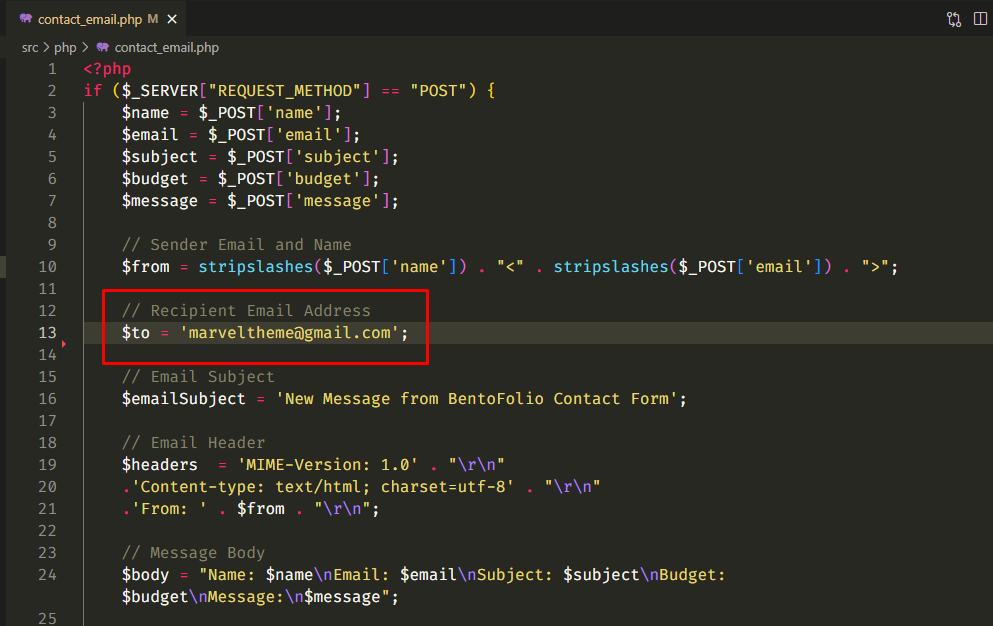 contact_email.php M
src > php > contact_email.php
1 <?php
2 if ($_SERVER["REQUEST_METHOD"] == "POST") {
3 $name = $_POST['name'];
4 $email = $_POST['email'];
5 $subject = $_POST['subject'];
6 $budget = $_POST['budget'];
7 $message = $_POST['message'];
8
9 // Sender Email and Name
10 $from = stripslashes($_POST['name']) . "<" . stripslashes($_POST['email']) . ">";
11
12 // Recipient Email Address
13 $to = 'marveltheme@gmail.com';
14
15 // Email Subject
16 $emailSubject = 'New Message from BentoFolio Contact Form';
17
18 // Email Header
19 $headers  = 'MIME-Version: 1.0' . "\r\n"
20 .'Content-type: text/html; charset=utf-8' . "\r\n"
21 .'From: ' . $from . "\r\n";
22
23 // Message Body
24 $body = "Name: $name\nEmail: $email\nSubject: $subject\nBudget:
$budget\nMessage:\n$message";
25